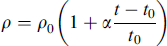 ρ = ρ₀(1 + α (t − t₀)/t₀)